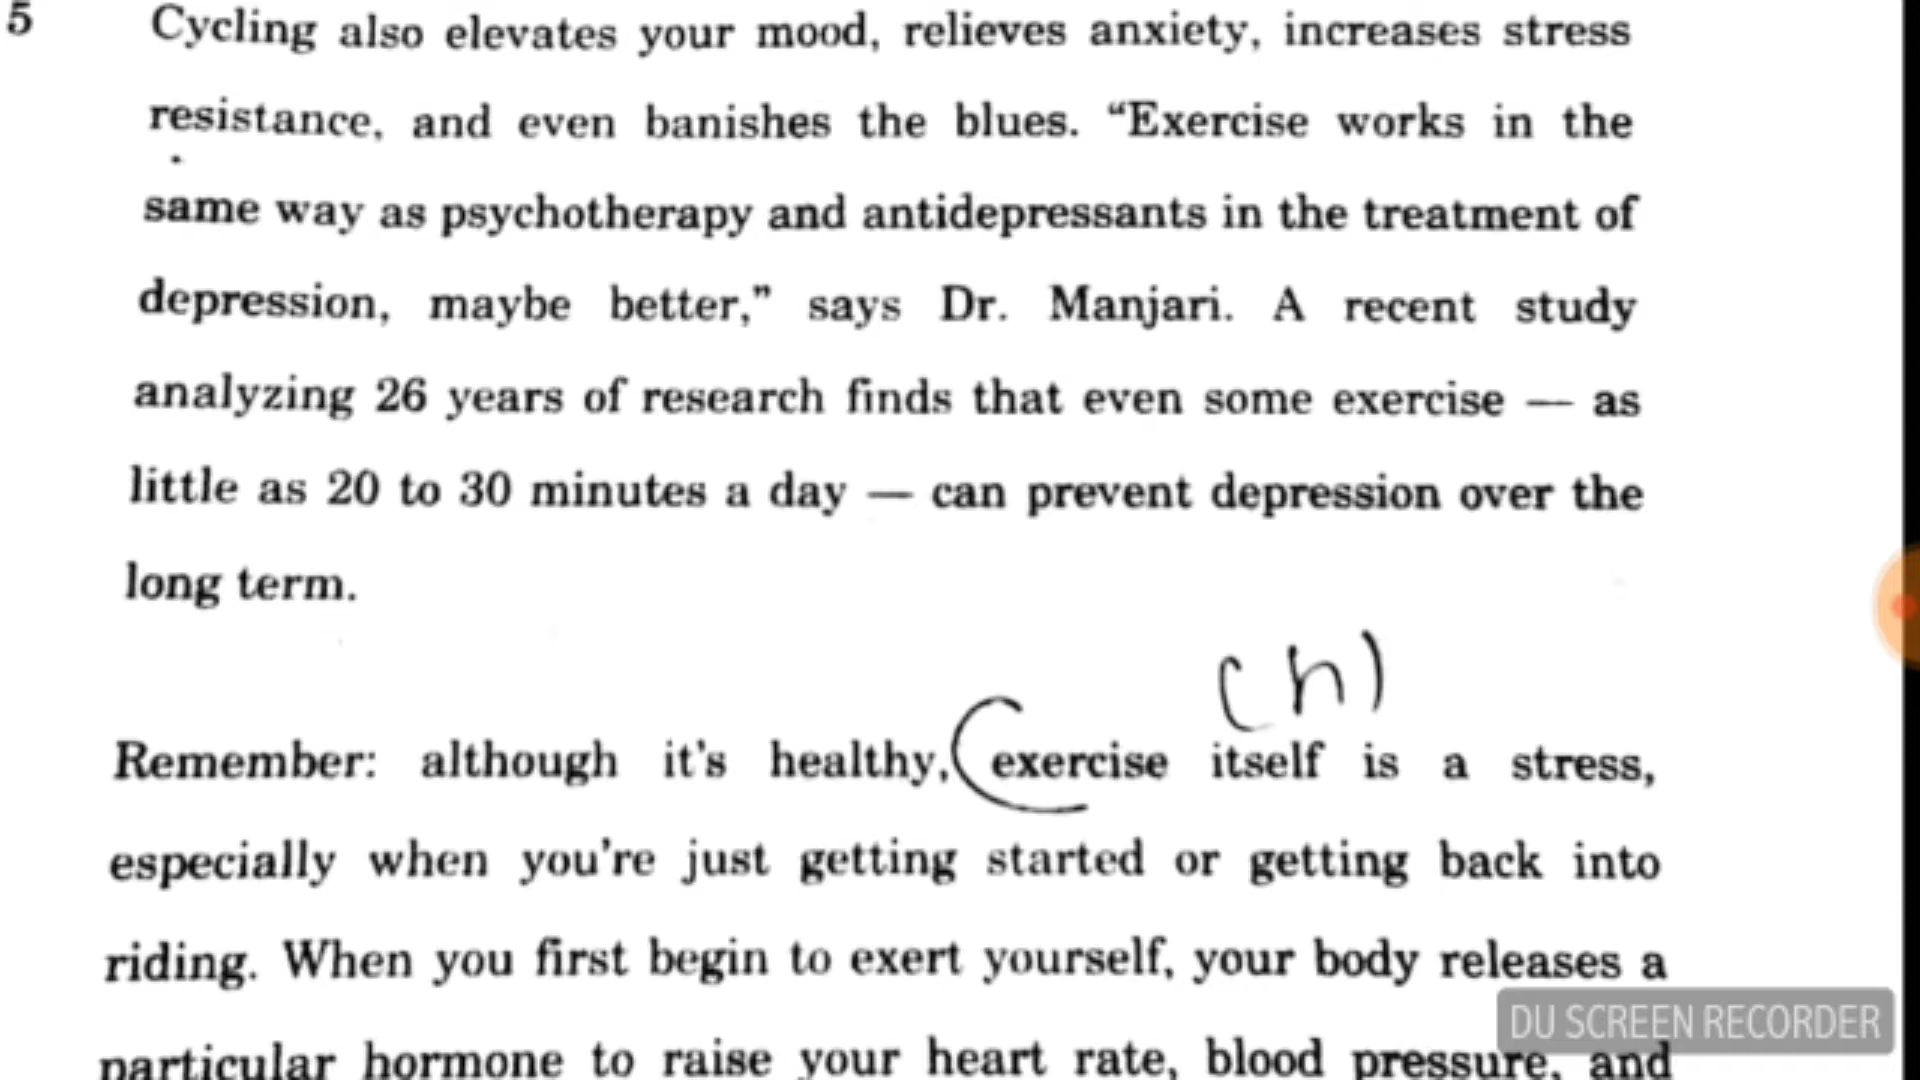 5
Cycling also elevates your mood, relieves anxiety, increases stress
resistance, and even banishes the blues. “Exercise works in the
same way as psychotherapy and antidepressants in the treatment of
depression, maybe better,” says Dr. Manjari. A recent study
analyzing 26 years of research finds that even some exercise — as
little as 20 to 30 minutes a day — can prevent depression over the
long term.
(h)
Remember: although it's healthy, exercise itself is a stress,
especially when you're just getting started or getting back into
riding. When you first begin to exert yourself, your body releases a
particular hormone to raise your heart rate, blood pressure, and
DU SCREEN RECORDER